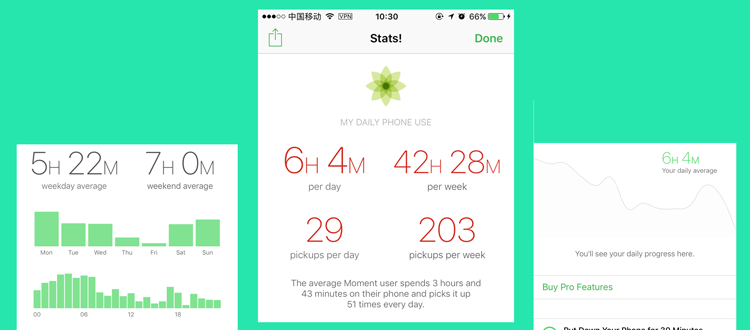 5H 22M 7H 0M
weekday average weekend average
Mon Tue Wed Thu Fri Sat Sun
00 06 12 18
中国移动 VPN 10:30 66%
Stats! Done
MY DAILY PHONE USE
6H 4M 42H 28M
per day per week
29 203
pickups per day pickups per week
The average Moment user spends 3 hours and
43 minutes on their phone and picks it up
51 times every day.
6H 4M
Your daily average
You'll see your daily progress here.
Buy Pro Features
Put Down Your Phone for 30 Minutes